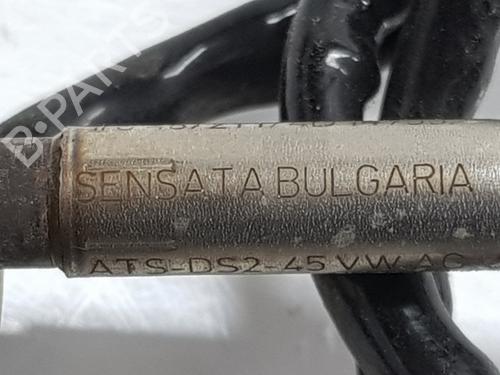 B-PARTS
SENSATA BULGARIA
ATS-DS2-45 VW AG